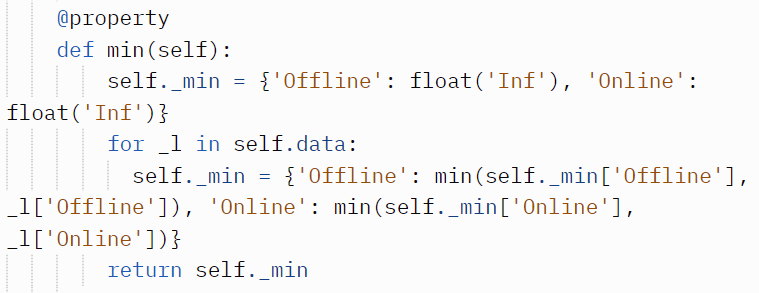 @property
def min(self):
self._min = {'Offline': float('Inf'), 'Online':
float('Inf')}
for _l in self.data:
self._min = {'Offline': min(self._min['Offline'],
_l['Offline']), 'Online': min(self._min['Online'],
_l['Online'])}
return self._min